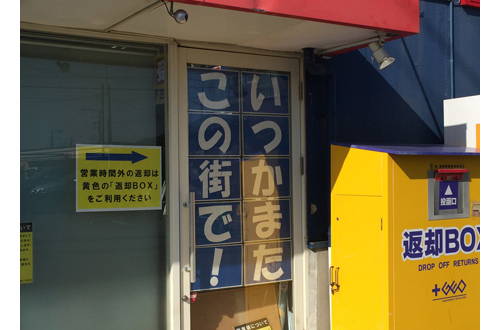 いつかまた
この街で!
営業時間外の返却は
黄色の「返却BOX」
をご利用ください
投函口
返却BOX
DROP OFF RETURNS